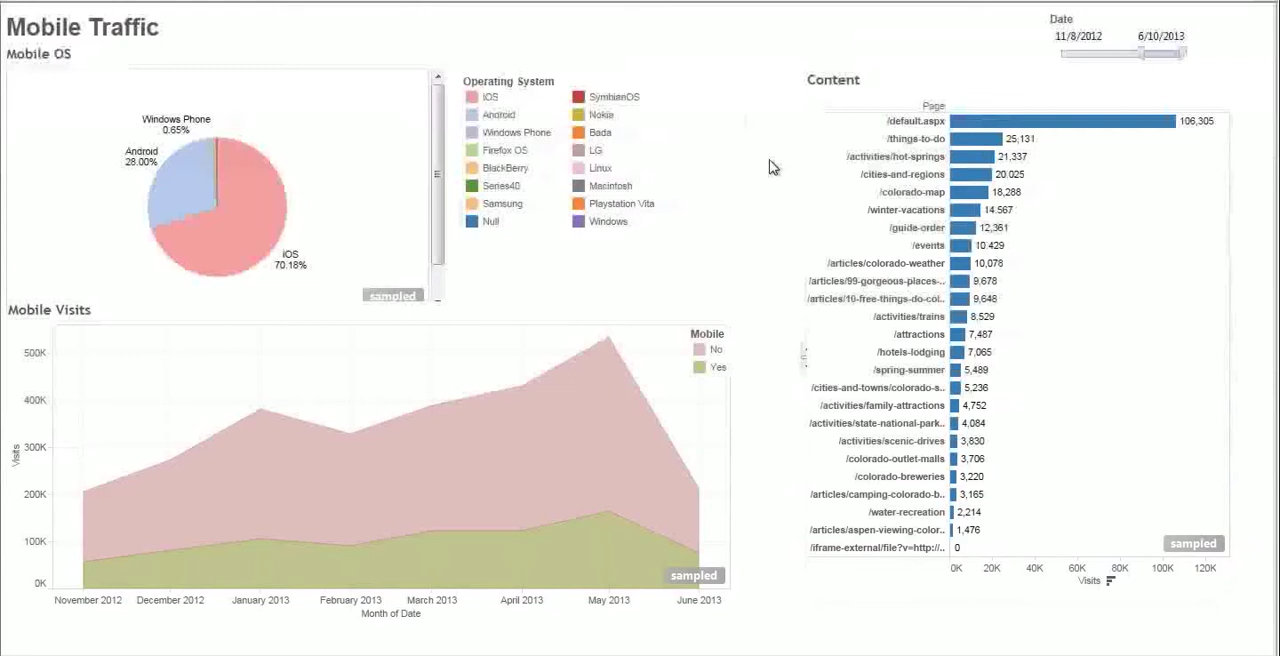 Mobile Traffic
Mobile OS
Date
11/8/2012 6/10/2013
Windows Phone
0.65%
Android
28.00%
iOS
70.18%
sampled
Operating System
iOS SymbianOS
Android Nokia
Windows Phone Bada
Firefox OS LG
BlackBerry Linux
Series40 Macintosh
Samsung Playstation Vita
Null Windows
Mobile Visits
Mobile
No
Yes
500K
400K
300K
200K
100K
0K
Visits
sampled
November 2012 December 2012 January 2013 February 2013 March 2013 April 2013 May 2013 June 2013
Month of Date
Content
Page
/default.aspx 106,305
/things-to-do 25,131
/activities/hot-springs 21,337
/cities-and-regions 20,025
/colorado-map 18,288
/winter-vacations 14,567
/guide-order 12,361
/events 10,429
/articles/colorado-weather 10,078
/articles/99-gorgeous-places-.. 9,678
/articles/10-free-things-do-col.. 9,648
/activities/trains 8,529
/attractions 7,487
/hotels-lodging 7,065
/spring-summer 5,489
/cities-and-towns/colorado-s.. 5,236
/activities/family-attractions 4,752
/activities/state-national-park.. 4,084
/activities/scenic-drives 3,830
/colorado-outlet-malls 3,706
/colorado-breweries 3,220
/articles/camping-colorado-b.. 3,165
/water-recreation 2,214
/articles/aspen-viewing-color.. 1,476
/iframe-external/file?v=http://.. 0
sampled
0K 20K 40K 60K 80K 100K 120K
Visits